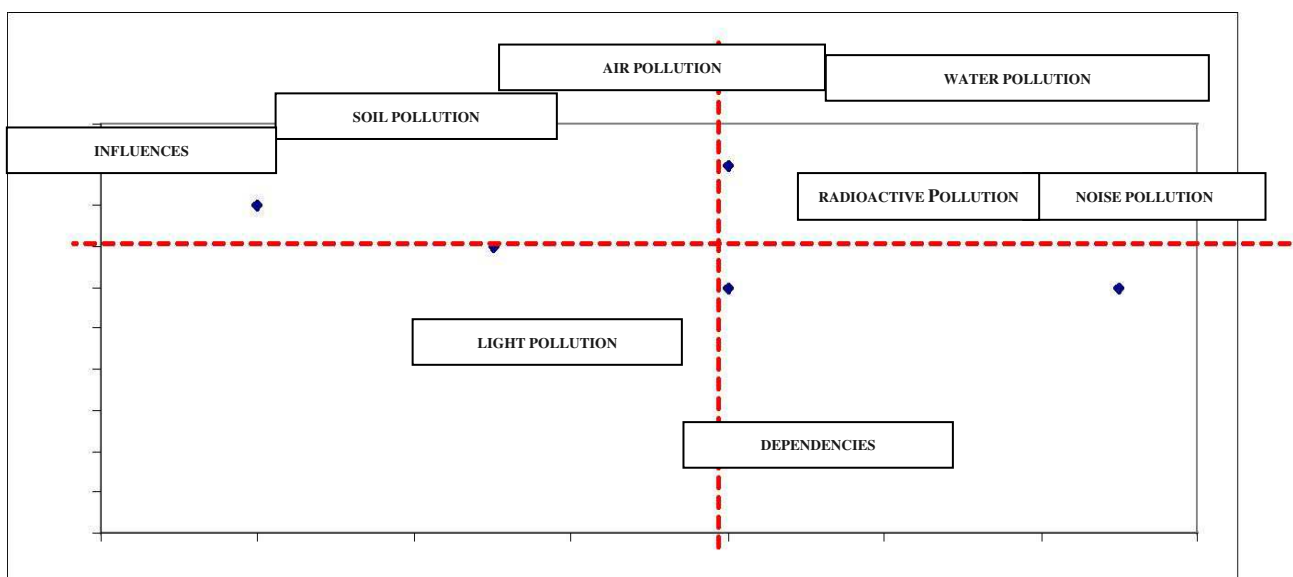 AIR POLLUTION
WATER POLLUTION
SOIL POLLUTION
INFLUENCES
RADIOACTIVE POLLUTION
NOISE POLLUTION
LIGHT POLLUTION
DEPENDENCIES